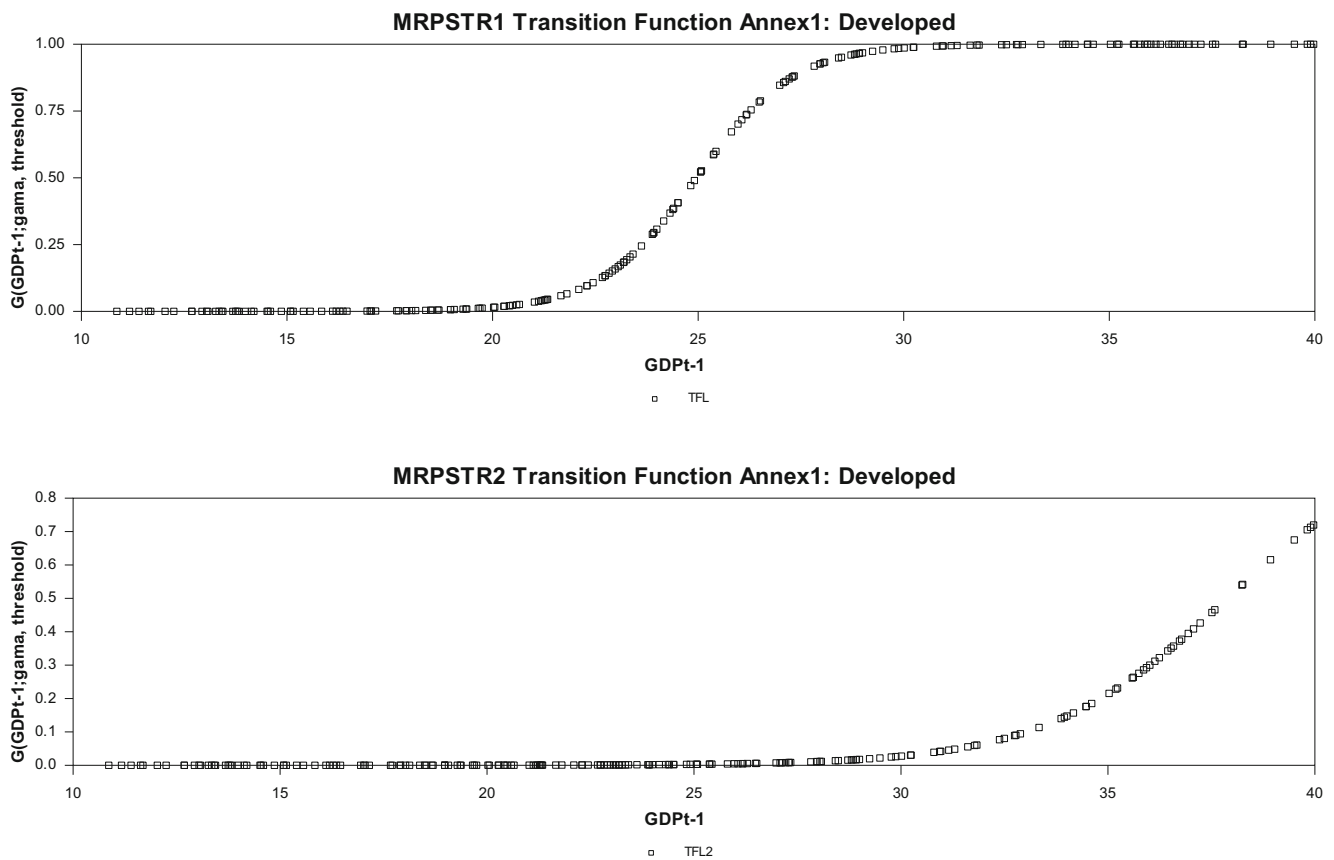 MRPSTR1 Transition Function Annex1: Developed
G(GDPt-1;gama, threshold)
1.00
0.75
0.50
0.25
0.00
10 15 20 25 30 35 40
GDPt-1
TFL
MRPSTR2 Transition Function Annex1: Developed
G(GDPt-1;gama, threshold)
0.8
0.7
0.6
0.5
0.4
0.3
0.2
0.1
0.0
10 15 20 25 30 35 40
GDPt-1
TFL2